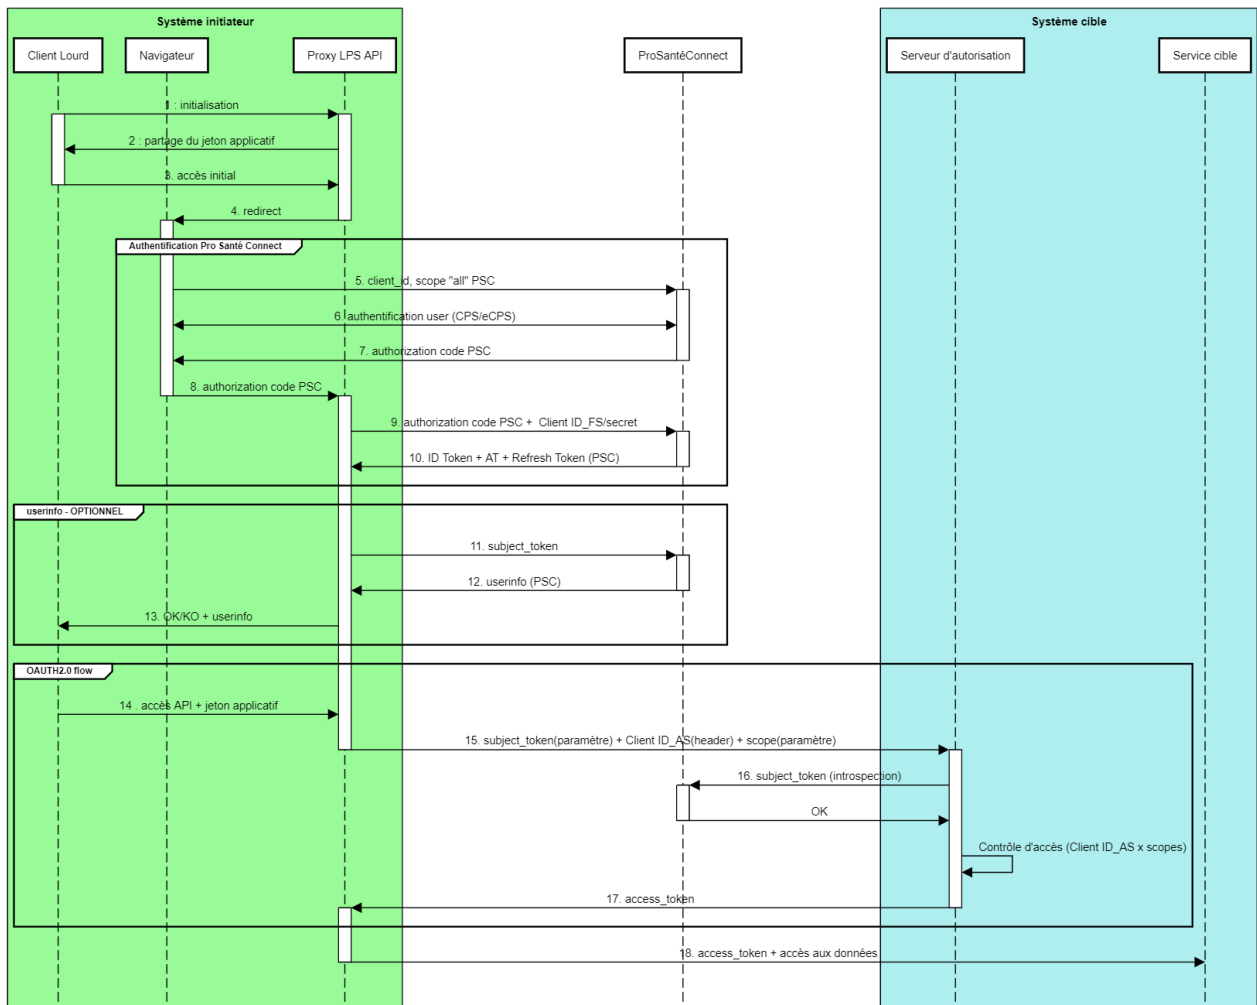 Système initiateur
Système cible
Client Lourd
Navigateur
Proxy LPS API
ProSantéConnect
Serveur d'autorisation
Service cible
1 : initialisation
2 : partage du jeton applicatif
3. accès initial
4. redirect
Authentification Pro Santé Connect
5. client_id, scope "all" PSC
6. authentification user (CPS/eCPS)
7. authorization code PSC
8. authorization code PSC
9. authorization code PSC + Client ID_FS/secret
10. ID Token + AT + Refresh Token (PSC)
userinfo - OPTIONNEL
11. subject_token
12. userinfo (PSC)
13. OK/KO + userinfo
OAUTH2.0 flow
14 . accès API + jeton applicatif
15. subject_token(paramètre) + Client ID_AS(header) + scope(paramètre)
16. subject_token (introspection)
OK
Contrôle d'accès (Client ID_AS x scopes)
17. access_token
18. access_token + accès aux données